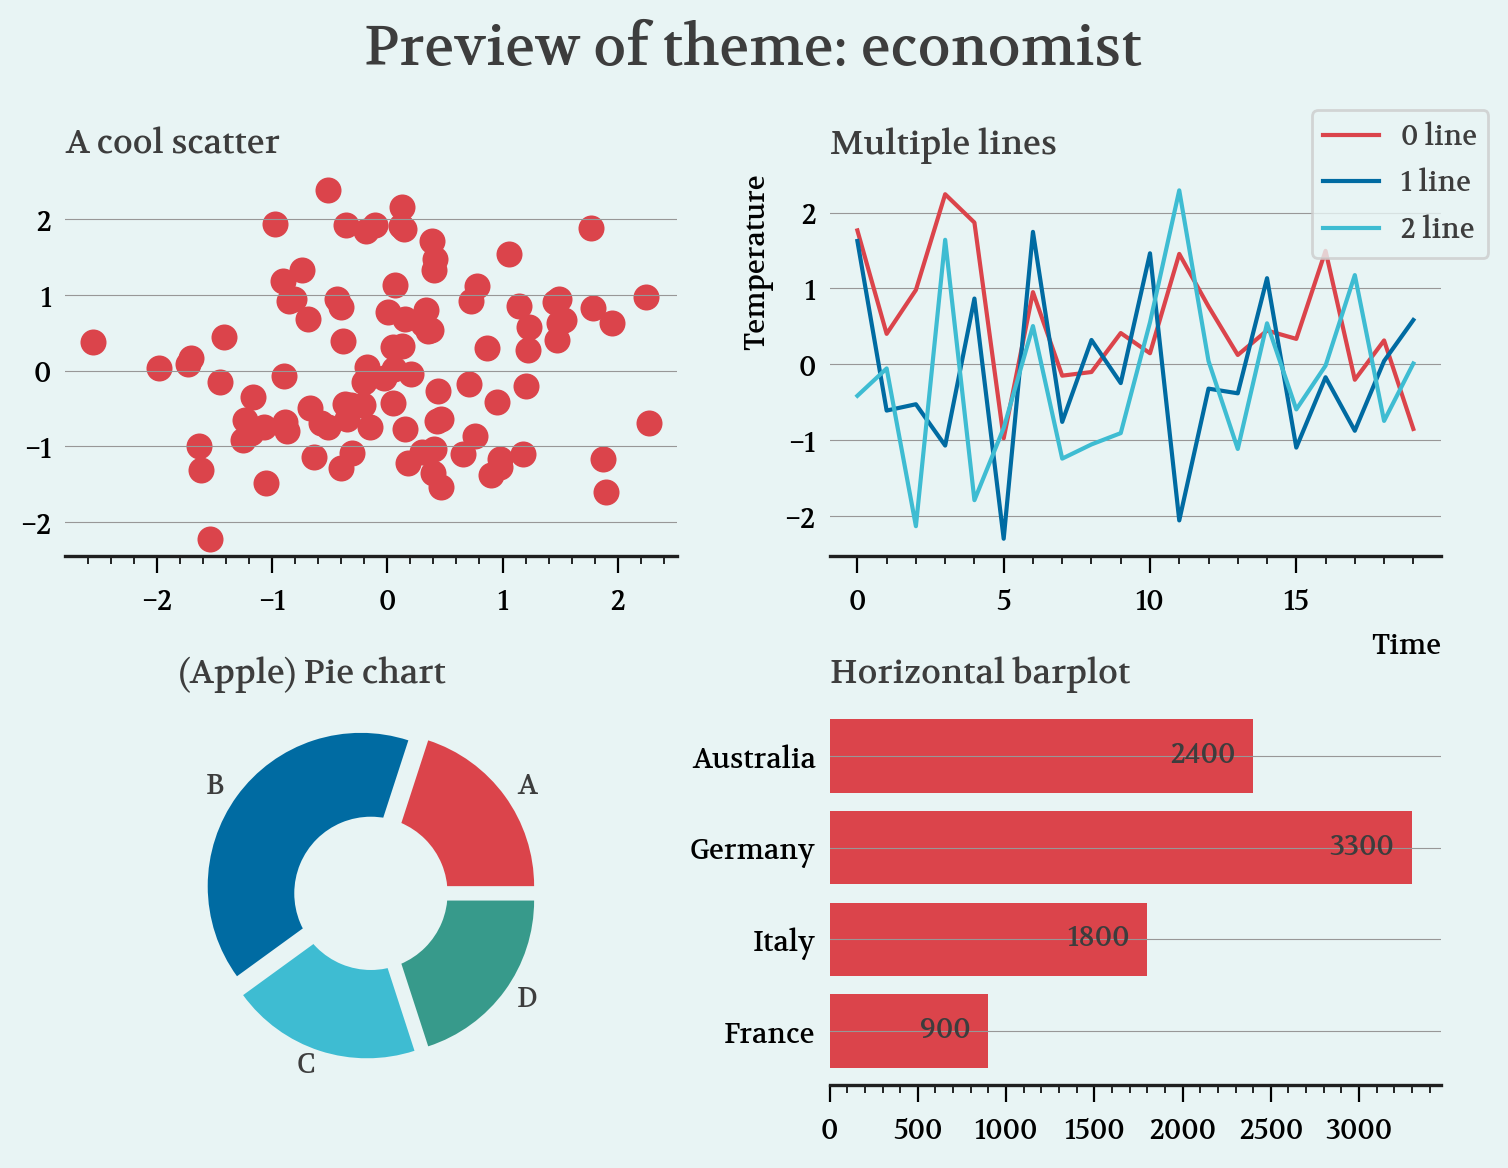 Preview of theme: economist
A cool scatter
2
1
0
−1
−2
−2 −1 0 1 2
Multiple lines
0 line
1 line
2 line
Temperature
2
1
0
−1
−2
0 5 10 15
Time
(Apple) Pie chart
B
A
D
C
Horizontal barplot
Australia 2400
Germany 3300
Italy 1800
France 900
0 500 1000 1500 2000 2500 3000